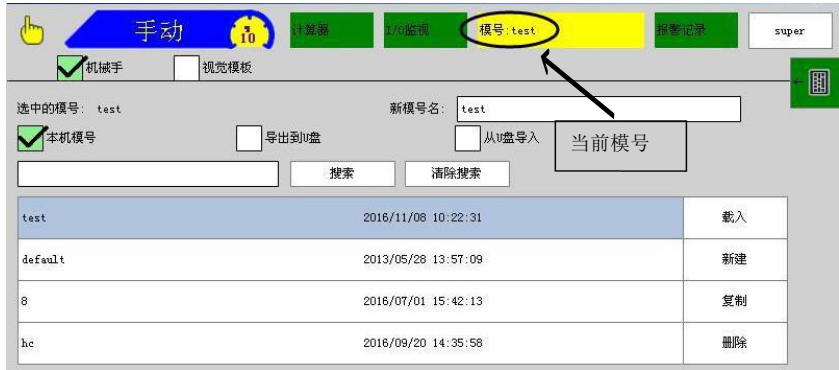 手动 10 计算器 I/O监视 模号:test 报警记录 super
机械手 视觉模板
选中的模号: test 新模号名: test
本机模号 导出到U盘 从U盘导入 当前模号
搜索 清除搜索
test 2016/11/08 10:22:31 载入
default 2013/05/28 13:57:09 新建
8 2016/07/01 15:42:13 复制
hc 2016/09/20 14:35:58 删除